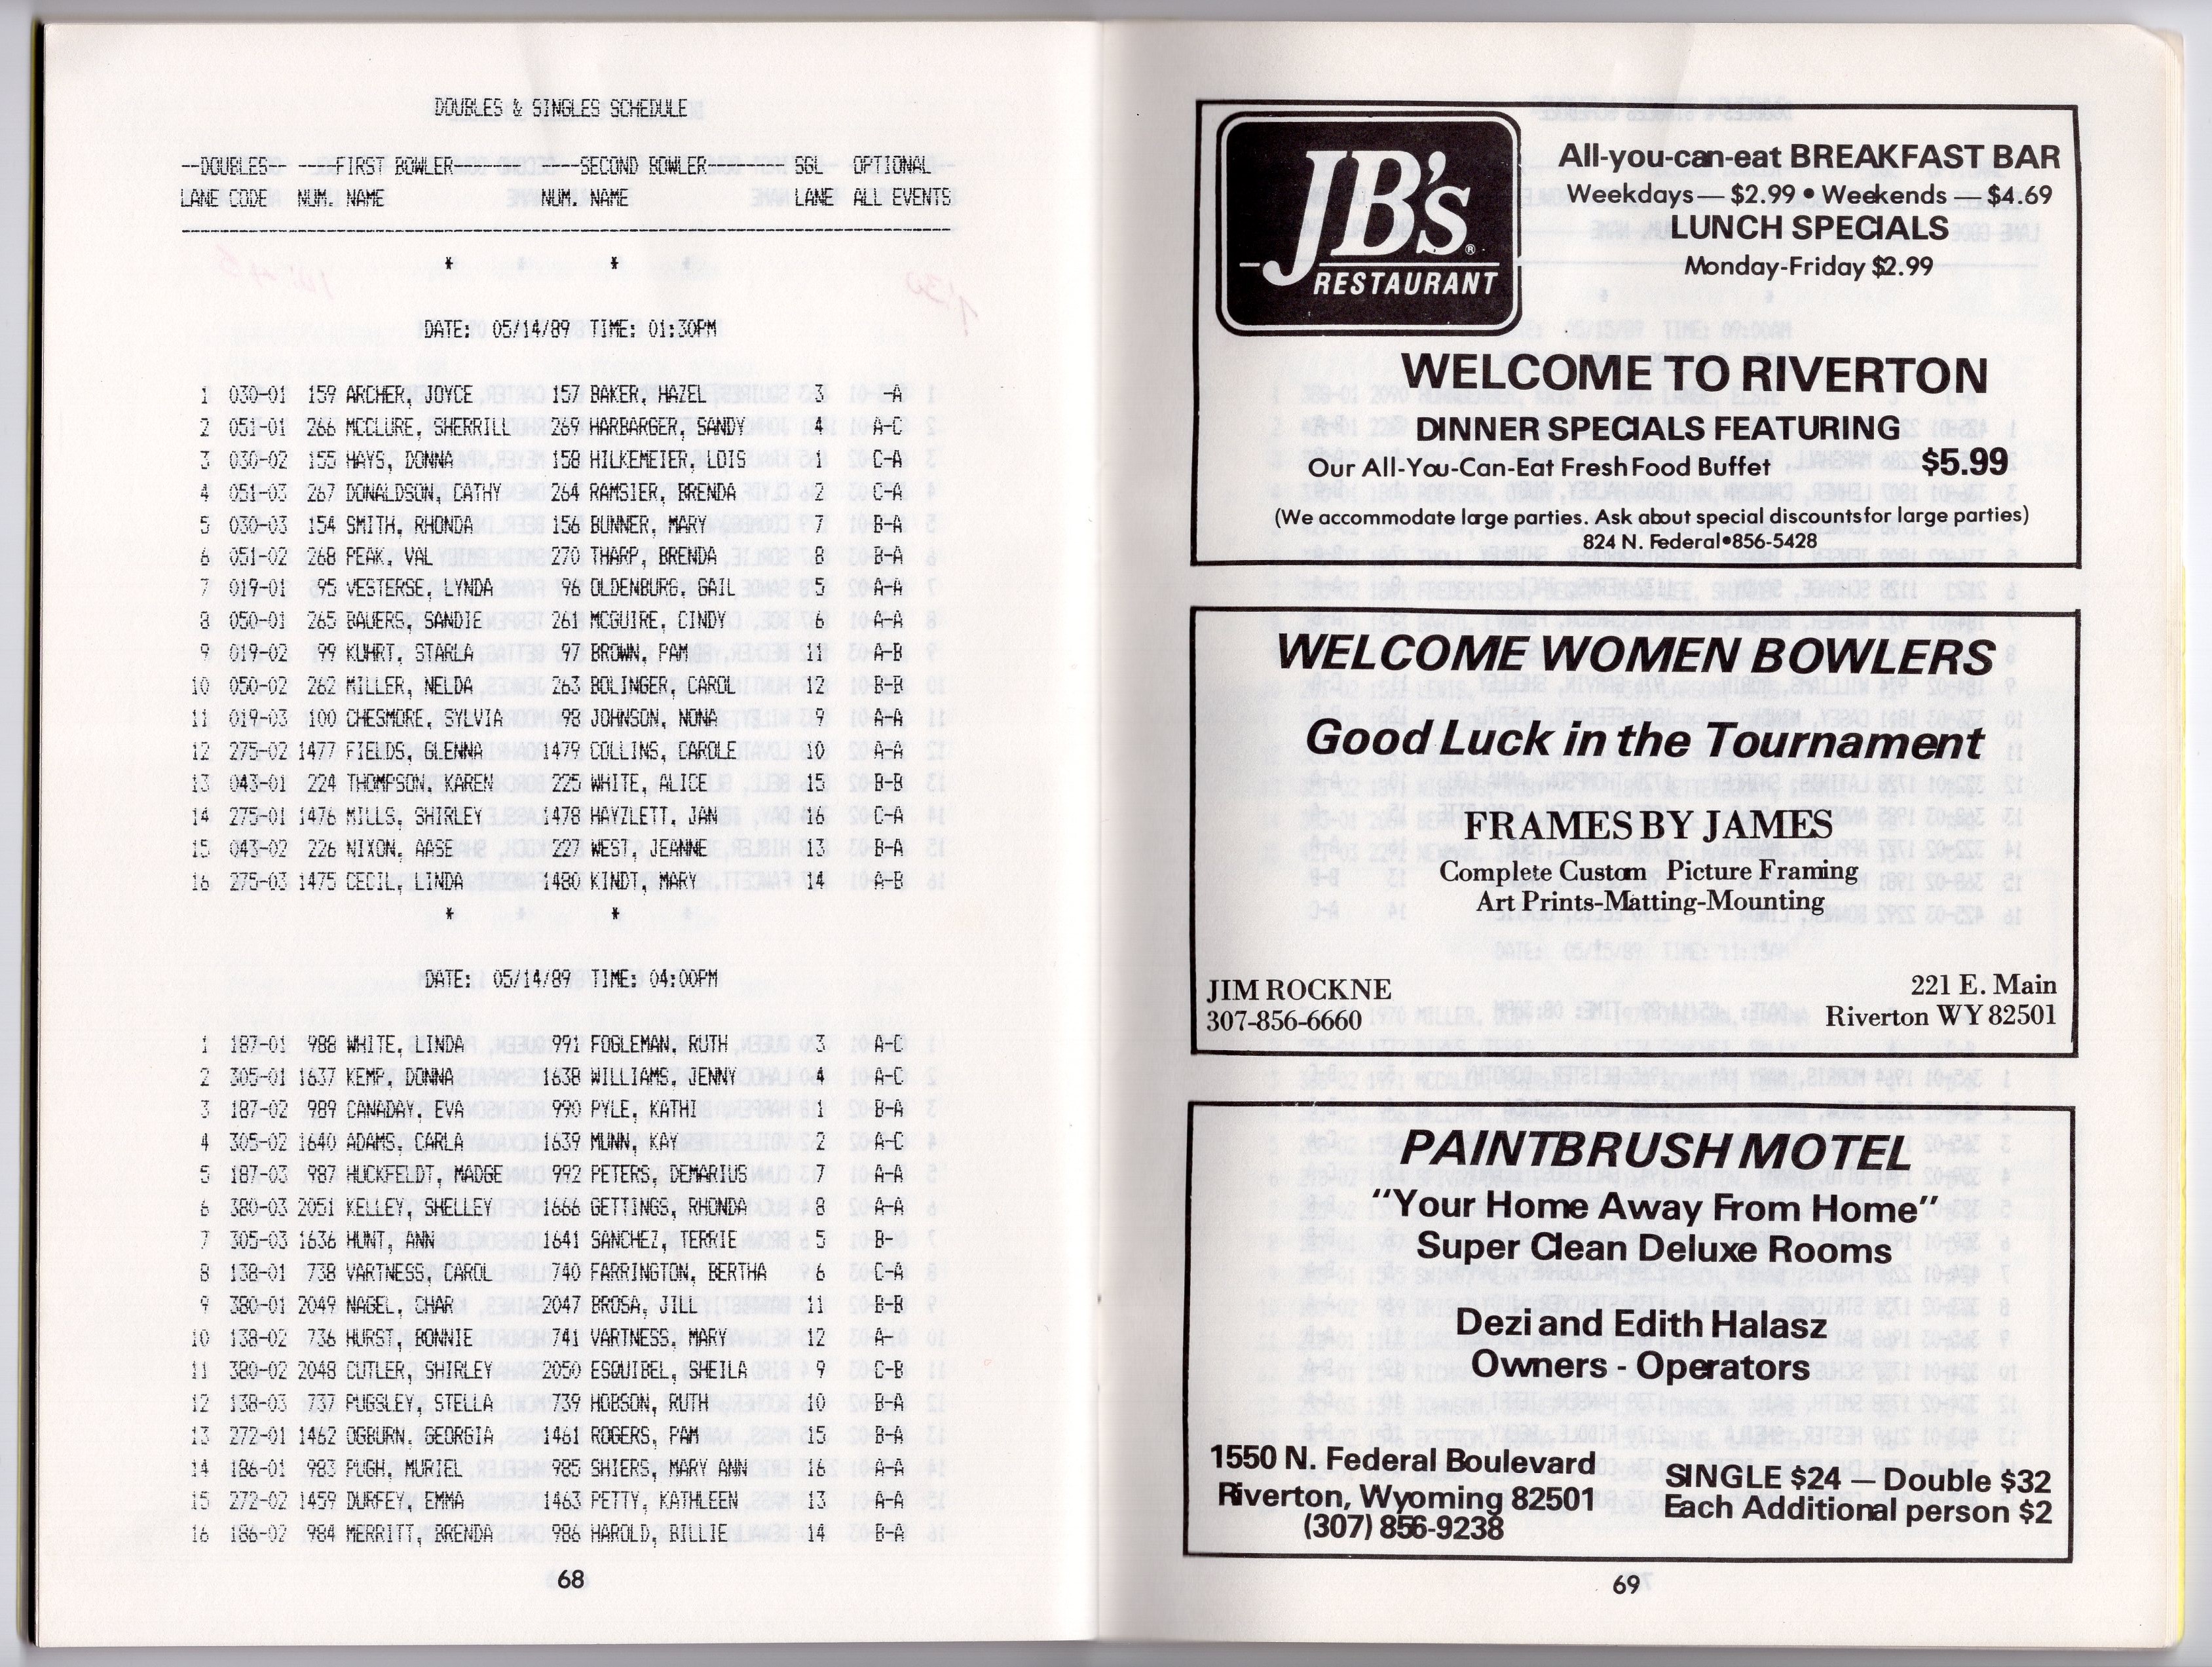 DOUBLES & SINGLES SCHEDULE
--DOUBLES-- ----FIRST BOWLER-------- ----SECOND BOWLER-------- SGL OPTIONAL
LANE CODE NUM. NAME NUM. NAME LANE ALL EVENTS
* *
DATE: 05/14/89 TIME: 01:30PM
1 030-01 159 ARCHER, JOYCE 157 BAKER, HAZEL 3 -A
2 051-01 266 MCCLURE, SHERRILL 269 HARBARGER, SANDY 4 A-C
3 030-02 155 HAYS, DONNA 158 HILKEMEIER, LOIS 1 C-A
4 051-03 267 DONALDSON, CATHY 264 RAMSIER, BRENDA 2 C-A
5 030-03 154 SMITH, RHONDA 156 BUNNER, MARY 7 B-A
6 051-02 268 PEAK, VAL 270 THARP, BRENDA 8 B-A
7 019-01 95 VESTERSE, LYNDA 96 OLDENBURG, GAIL 5 A-A
8 050-01 265 BAUERS, SANDIE 261 MCGUIRE, CINDY 6 A-A
9 019-02 99 KUHRT, STARLA 97 BROWN, PAM 11 A-B
10 050-02 262 MILLER, NELDA 263 BOLINGER, CAROL 12 B-B
11 019-03 100 CHESMORE, SYLVIA 98 JOHNSON, NONA 9 A-A
12 275-02 1477 FIELDS, GLENNA 1479 COLLINS, CAROLE 10 A-A
13 043-01 224 THOMPSON, KAREN 225 WHITE, ALICE 15 B-C
14 275-01 1476 MILLS, SHIRLEY 1478 HAYZLETT, JAN 16 C-A
15 043-02 226 NIXON, AASE 227 WEST, JEANNE 13 B-A
16 275-03 1475 CECIL, LINDA 1480 KINDT, MARY 14 A-B
* *
DATE: 05/14/89 TIME: 04:00PM
1 187-01 988 WHITE, LINDA 991 FOGLEMAN, RUTH 3 A-C
2 305-01 1637 KEMP, DONNA 1638 WILLIAMS, JENNY 4 A-C
3 187-02 989 CANADAY, EVA 990 PYLE, KATHI 1 B-A
4 305-02 1640 ADAMS, CARLA 1639 MUNN, KAY 2 A-C
5 187-03 987 HUCKFELDT, MADGE 992 PETERS, DEMARIUS 7 A-A
6 380-03 2051 KELLEY, SHELLEY 1666 GETTINGS, RHONDA 8 A-A
7 305-03 1636 HUNT, ANN 1641 SANCHEZ, TERRIE 5 B-
8 138-01 738 VARTNESS, CAROL 740 FARRINGTON, BERTHA 6 C-A
9 380-01 2049 NAGEL, CHAR 2047 BROSA, JILL 11 B-B
10 138-02 736 HURST, BONNIE 741 VARTNESS, MARY 12 A-
11 380-02 2048 CUTLER, SHIRLEY 2050 ESQUIBEL, SHEILA 9 C-B
12 138-03 737 PUGSLEY, STELLA 739 HOBSON, RUTH 10 B-A
13 272-01 1462 OGBURN, GEORGIA 1461 ROGERS, PAM 15 B-A
14 186-01 983 PUGH, MURIEL 985 SHIERS, MARY ANN 16 A-A
15 272-02 1459 DURFEY, EMMA 1463 PETTY, KATHLEEN 13 A-A
16 186-02 984 MERRITT, BRENDA 986 HAROLD, BILLIE 14 B-A
68
JB's®
RESTAURANT
All-you-can-eat BREAKFAST BAR
Weekdays — $2.99 • Weekends — $4.69
LUNCH SPECIALS
Monday-Friday $2.99
WELCOME TO RIVERTON
DINNER SPECIALS FEATURING
Our All-You-Can-Eat Fresh Food Buffet $5.99
(We accommodate large parties. Ask about special discounts for large parties)
824 N. Federal•856-5428
WELCOME WOMEN BOWLERS
Good Luck in the Tournament
FRAMES BY JAMES
Complete Custom Picture Framing
Art Prints-Matting-Mounting
JIM ROCKNE
307-856-6660
221 E. Main
Riverton WY 82501
PAINTBRUSH MOTEL
“Your Home Away From Home”
Super Clean Deluxe Rooms
Dezi and Edith Halasz
Owners - Operators
1550 N. Federal Boulevard
Riverton, Wyoming 82501
(307) 856-9238
SINGLE $24 — Double $32
Each Additional person $2
69